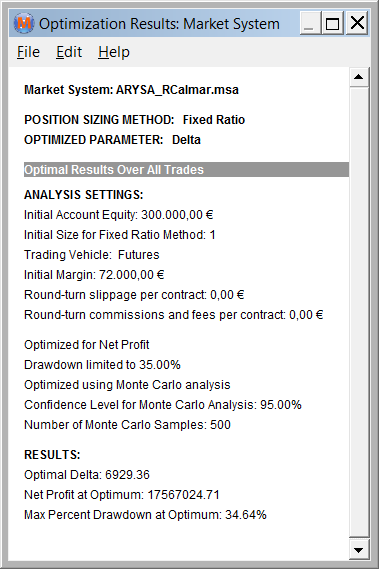 Optimization Results: Market System
File Edit Help
Market System: ARYSA_RCalmar.msa
POSITION SIZING METHOD: Fixed Ratio
OPTIMIZED PARAMETER: Delta
Optimal Results Over All Trades
ANALYSIS SETTINGS:
Initial Account Equity: 300.000,00 €
Initial Size for Fixed Ratio Method: 1
Trading Vehicle: Futures
Initial Margin: 72.000,00 €
Round-turn slippage per contract: 0,00 €
Round-turn commissions and fees per contract: 0,00 €
Optimized for Net Profit
Drawdown limited to 35.00%
Optimized using Monte Carlo analysis
Confidence Level for Monte Carlo Analysis: 95.00%
Number of Monte Carlo Samples: 500
RESULTS:
Optimal Delta: 6929.36
Net Profit at Optimum: 17567024.71
Max Percent Drawdown at Optimum: 34.64%